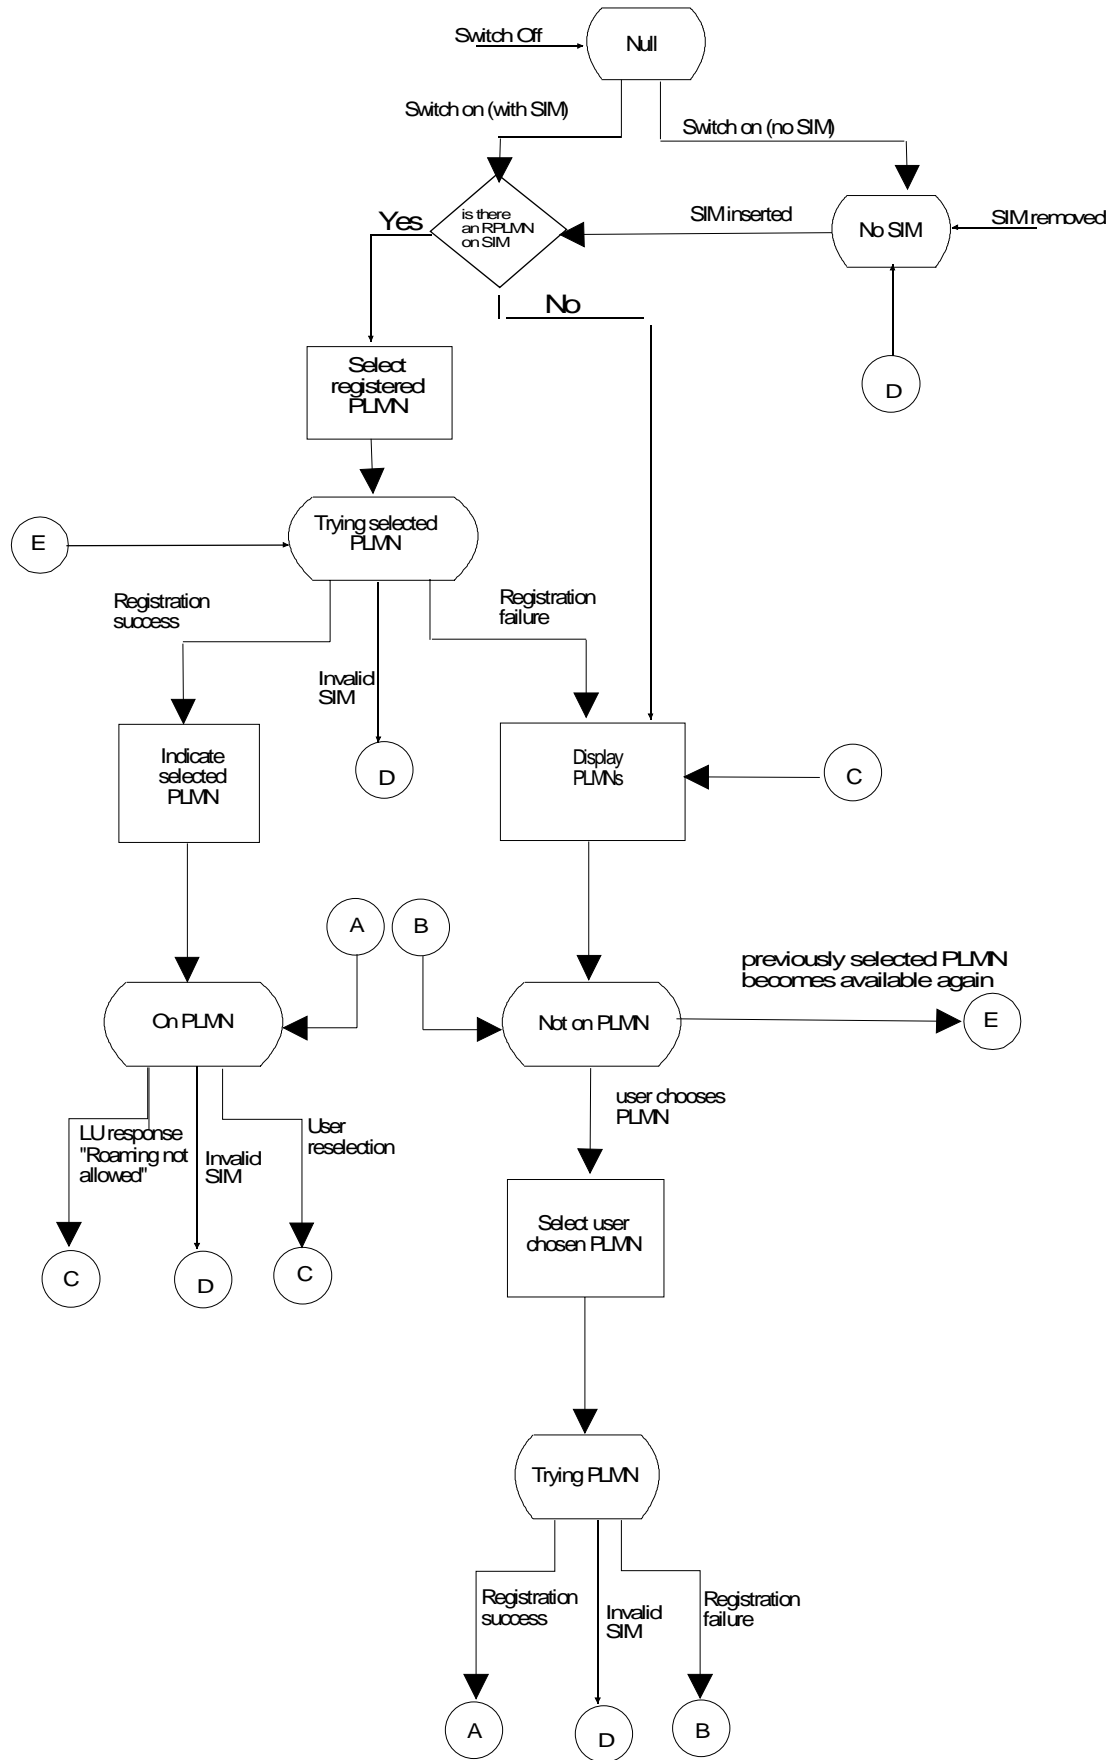 Switch Off
Null
Switch on (with SIM)
Switch on (no SIM)
is there
an RPLMN
on SIM
Yes
SIM inserted
No SIM
SIM removed
No
Select
registered
PLMN
D
Trying selected
PLMN
E
Registration
success
Invalid
SIM
Registration
failure
Indicate
selected
PLMN
D
Display
PLMNs
C
A
B
previously selected PLMN
becomes available again
On PLMN
Not on PLMN
E
LU response
"Roaming not
allowed"
Invalid
SIM
User
reselection
user chooses
PLMN
C
D
C
Select user
chosen PLMN
Trying PLMN
Registration
success
Invalid
SIM
Registration
failure
A
D
B